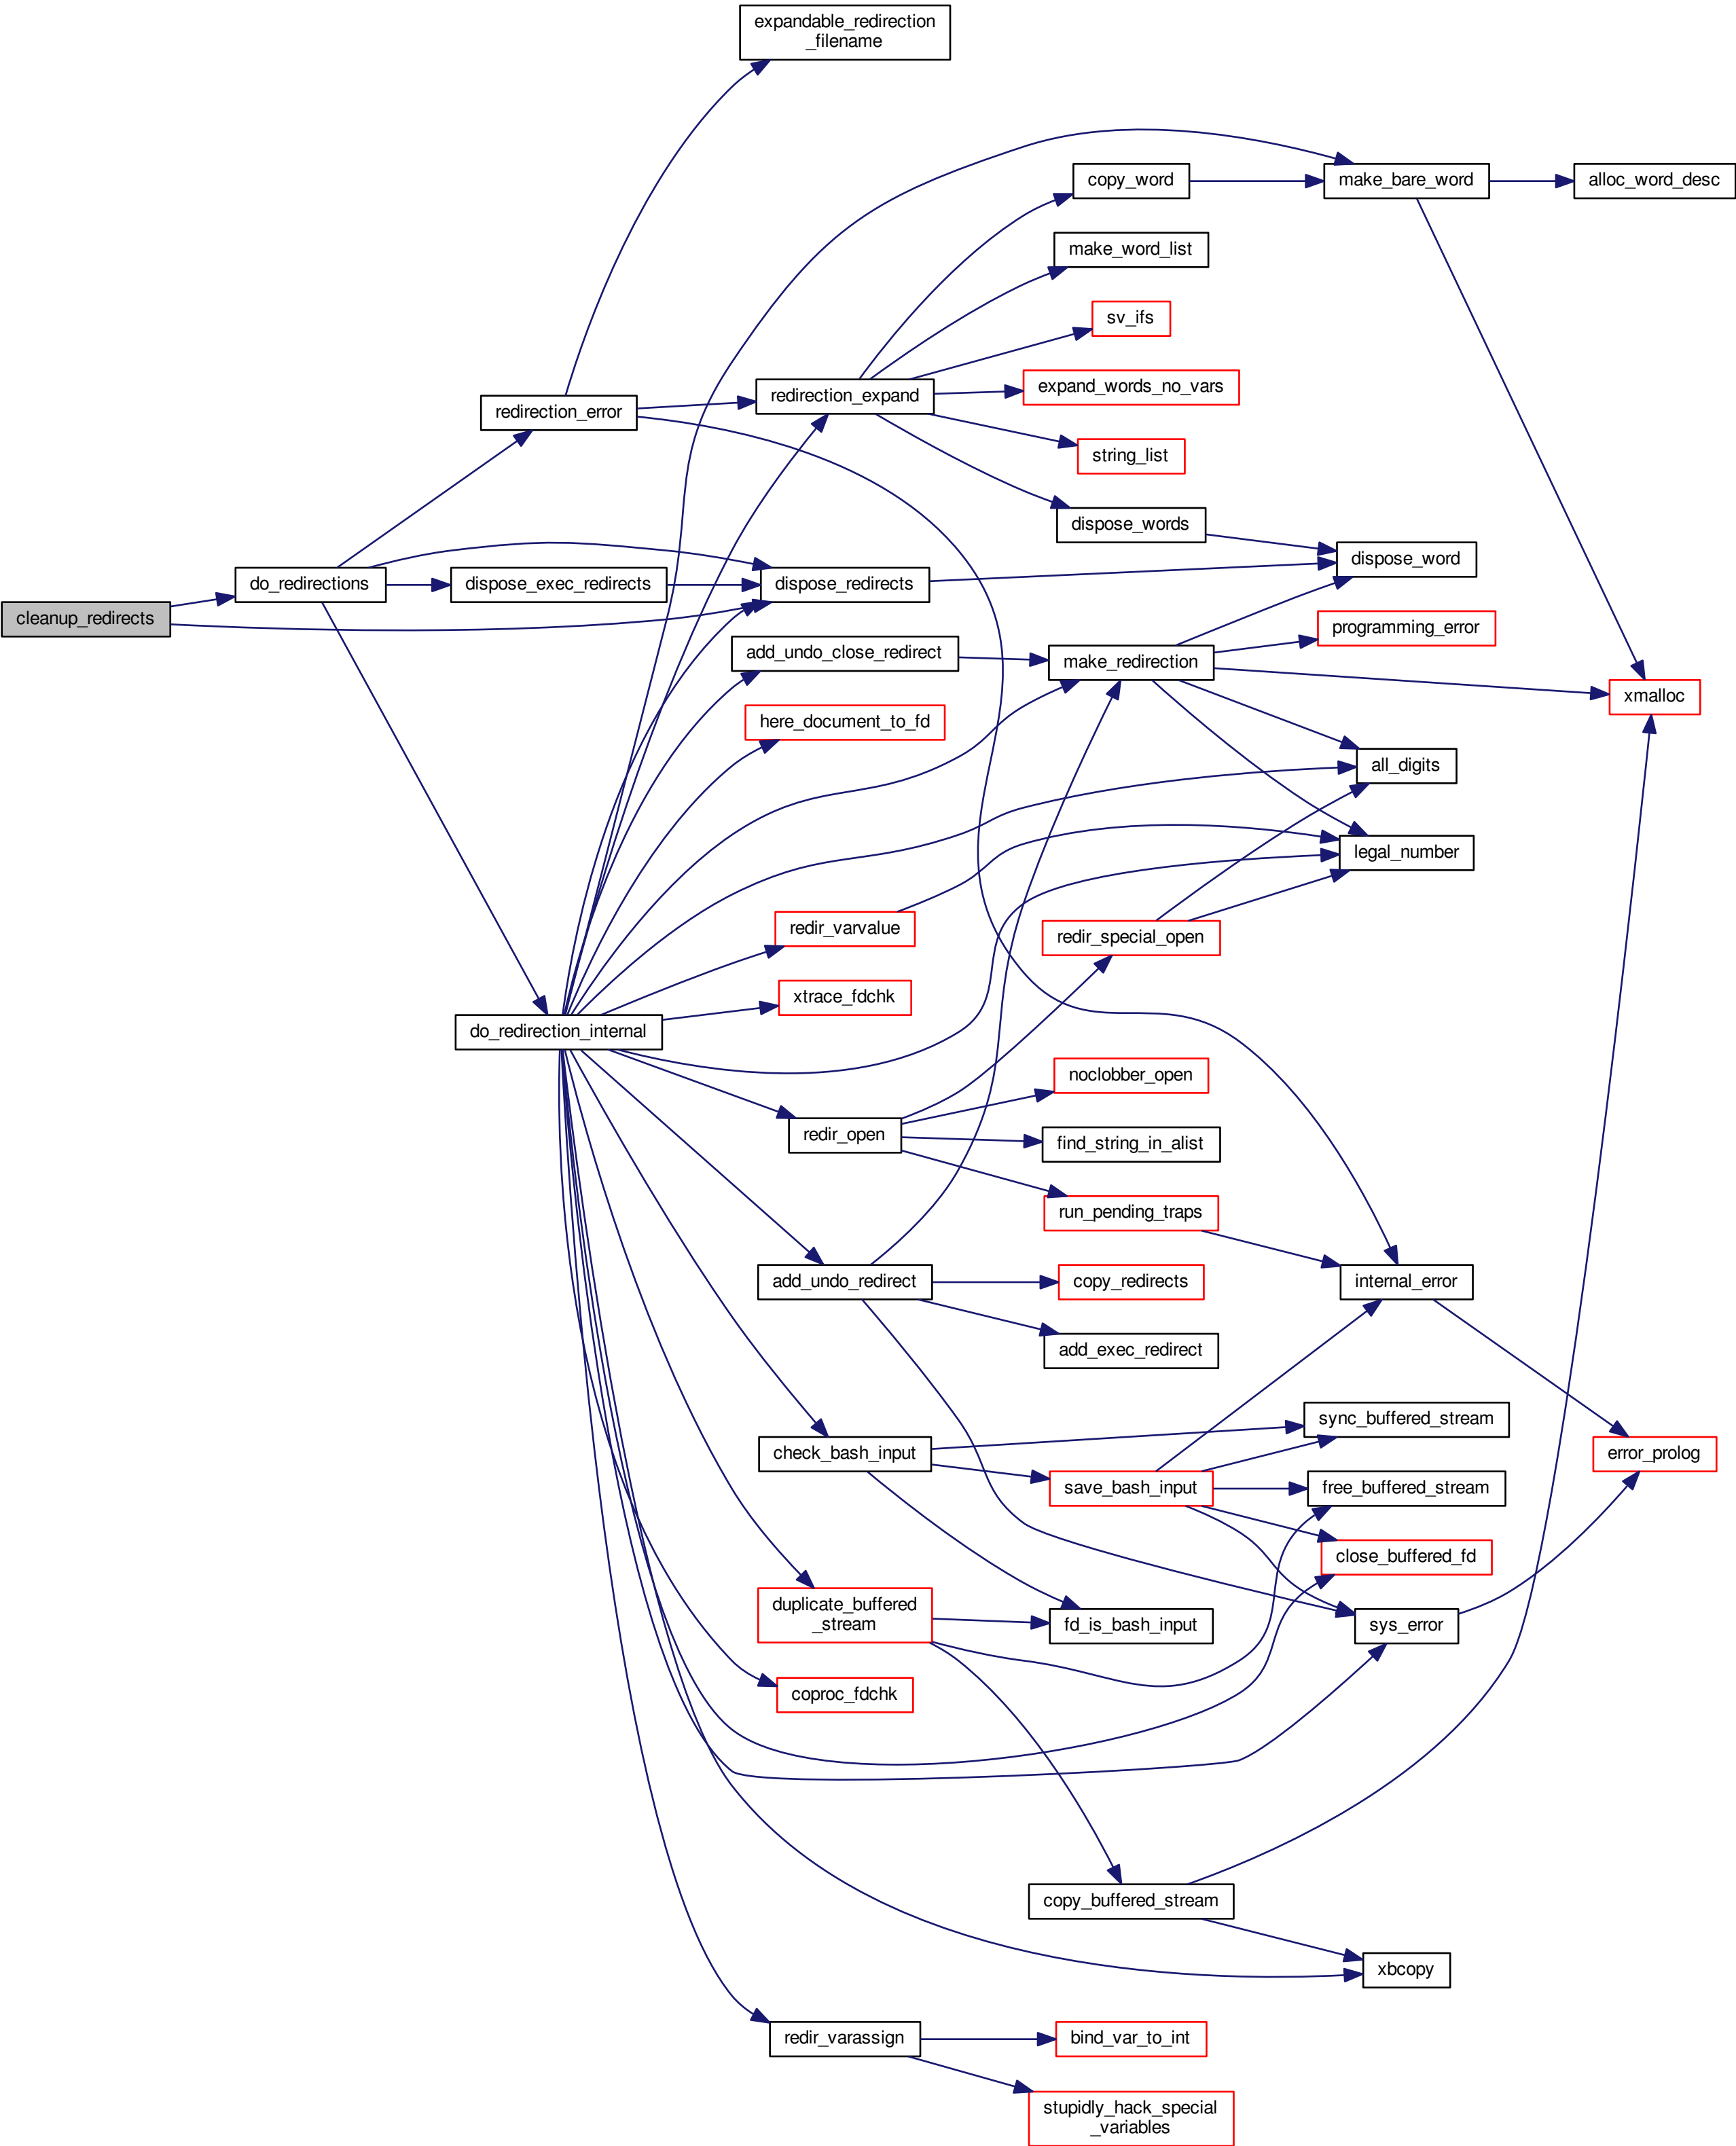 expandable_redirection
_filename
copy_word
make_bare_word
alloc_word_desc
make_word_list
sv_ifs
expand_words_no_vars
redirection_expand
redirection_error
string_list
dispose_words
dispose_word
do_redirections
dispose_exec_redirects
dispose_redirects
cleanup_redirects
programming_error
add_undo_close_redirect
make_redirection
xmalloc
here_document_to_fd
all_digits
legal_number
redir_varvalue
redir_special_open
xtrace_fdchk
do_redirection_internal
noclobber_open
redir_open
find_string_in_alist
run_pending_traps
add_undo_redirect
copy_redirects
internal_error
add_exec_redirect
sync_buffered_stream
check_bash_input
error_prolog
save_bash_input
free_buffered_stream
close_buffered_fd
duplicate_buffered
_stream
fd_is_bash_input
sys_error
coproc_fdchk
copy_buffered_stream
xbcopy
redir_varassign
bind_var_to_int
stupidly_hack_special
_variables